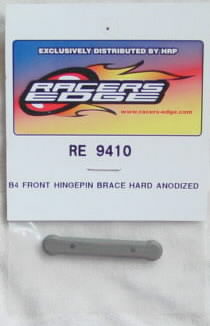 EXCLUSIVELY DISTRIBUTED BY HRP
RACERS
EDGE
www.racers-edge.com
RE 9410
B4 FRONT HINGEPIN BRACE HARD ANODIZED